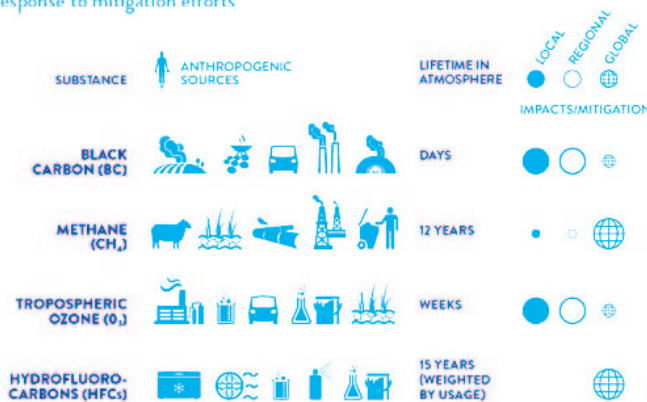 response to mitigation efforts
SUBSTANCE
ANTHROPOGENIC
SOURCES
LIFETIME IN
ATMOSPHERE
LOCAL
REGIONAL
GLOBAL
IMPACTS/MITIGATION
BLACK
CARBON (BC)
DAYS
METHANE
(CH₄)
12 YEARS
TROPOSPHERIC
OZONE (O₃)
WEEKS
HYDROFLUORO-
CARBONS (HFCs)
15 YEARS
(WEIGHTED
BY USAGE)